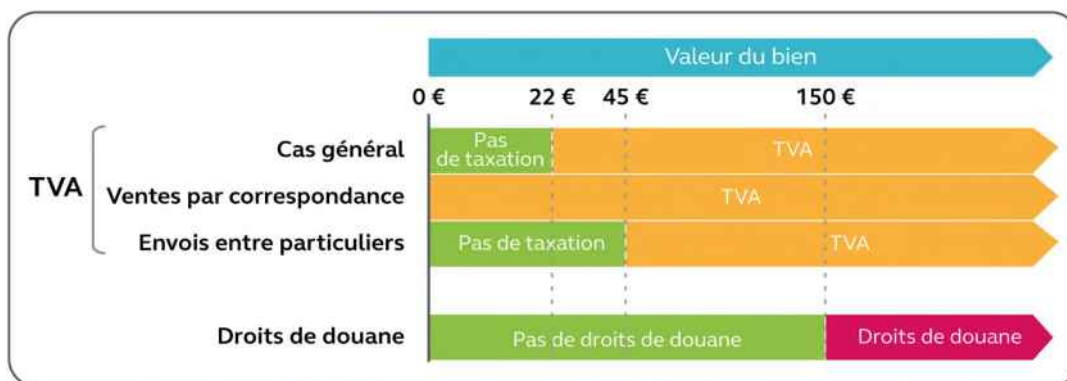 Valeur du bien
0 € 22 € 45 € 150 €
Cas général
Pas
de taxation
TVA
TVA
Ventes par correspondance
TVA
Envois entre particuliers
Pas de taxation
TVA
Droits de douane
Pas de droits de douane
Droits de douane